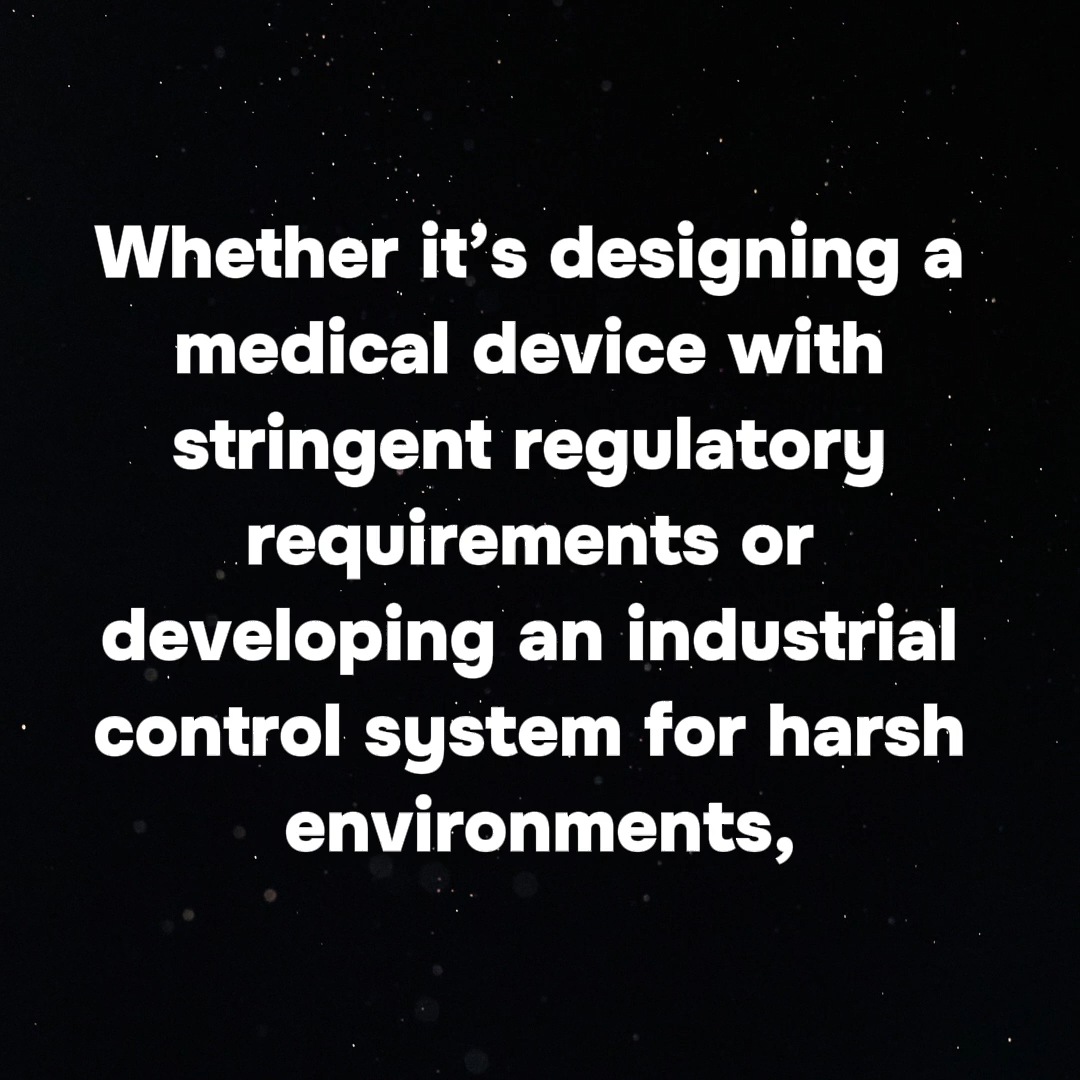 Whether it’s designing a
medical device with
stringent regulatory
requirements or
developing an industrial
control system for harsh
environments,